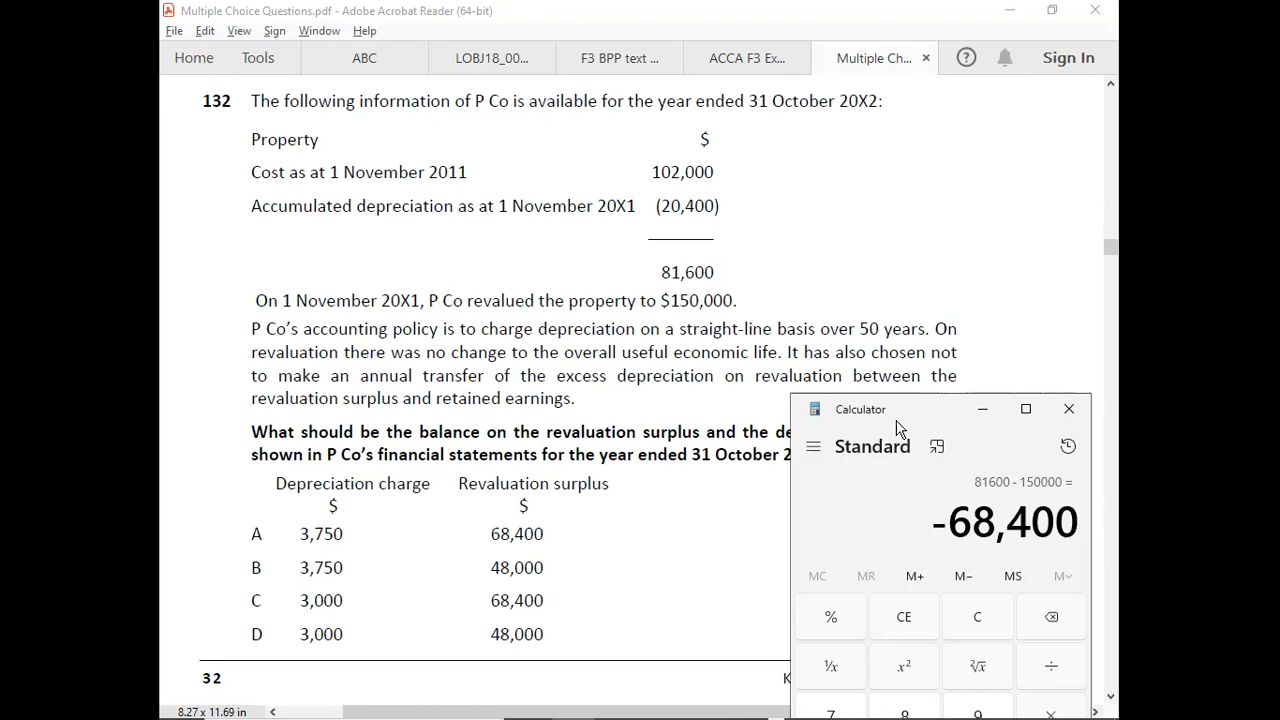 Multiple Choice Questions.pdf - Adobe Acrobat Reader (64-bit)
File Edit View Sign Window Help
Home Tools ABC LOBJ18_00... F3 BPP text ... ACCA F3 Ex... Multiple Ch... × ? Sign In
132 The following information of P Co is available for the year ended 31 October 20X2:
Property $
Cost as at 1 November 2011 102,000
Accumulated depreciation as at 1 November 20X1 (20,400)
81,600
On 1 November 20X1, P Co revalued the property to $150,000.
P Co's accounting policy is to charge depreciation on a straight-line basis over 50 years. On
revaluation there was no change to the overall useful economic life. It has also chosen not
to make an annual transfer of the excess depreciation on revaluation between the
revaluation surplus and retained earnings.
What should be the balance on the revaluation surplus and the de
shown in P Co's financial statements for the year ended 31 October 2
Depreciation charge Revaluation surplus
$ $
A 3,750 68,400
B 3,750 48,000
C 3,000 68,400
D 3,000 48,000
32 K
8.27 x 11.69 in
Calculator
Standard
81600 - 150000 =
-68,400
MC MR M+ M− MS M˅
% CE C
¹/x x² ²√x ÷
7 8 9 ×